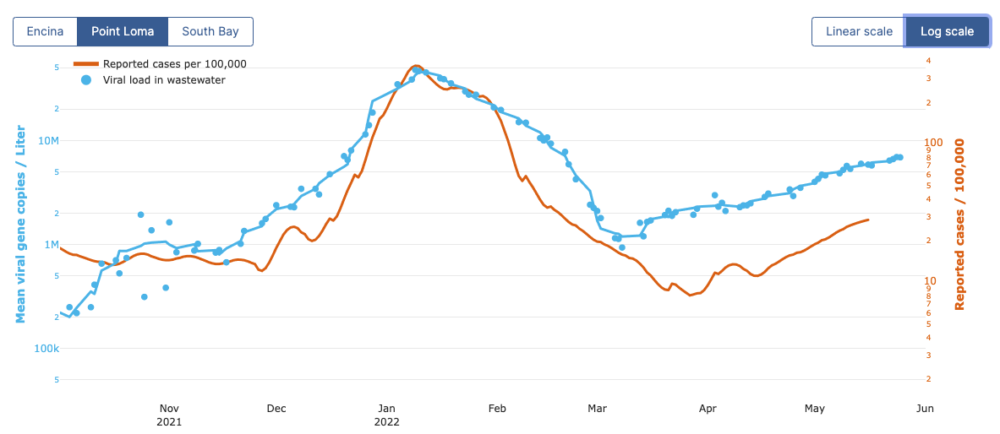 Encina Point Loma South Bay
Linear scale Log scale
Reported cases per 100,000
Viral load in wastewater
Mean viral gene copies / Liter
5
2
10M
5
2
1M
5
2
100k
5
4
3
2
100
9
8
7
6
5
4
3
2
10
9
8
7
6
5
4
3
2
Reported cases / 100,000
Nov Dec Jan Feb Mar Apr May Jun
2021 2022